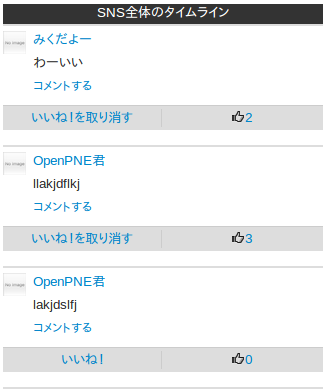 SNS全体のタイムライン
No Image
みくだよー
わーいい
コメントする
いいね！を取り消す 2
No Image
OpenPNE君
llakjdflkj
コメントする
いいね！を取り消す 3
No Image
OpenPNE君
lakjdslfj
コメントする
いいね！ 0